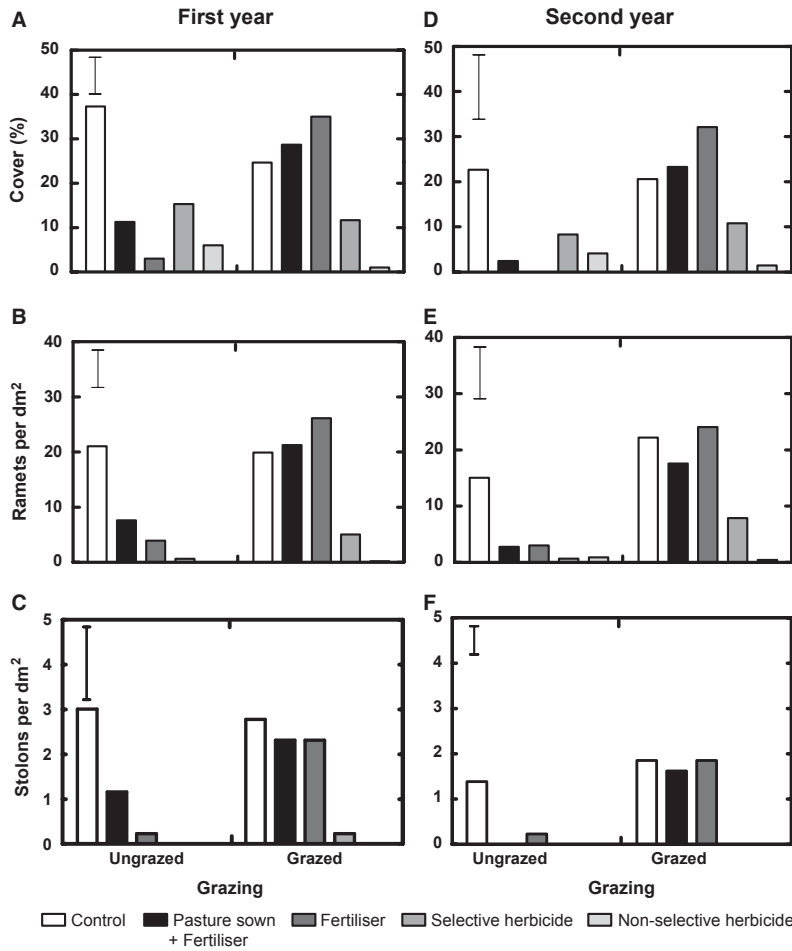 A First year
D Second year
50
40
30
20
10
0
Cover (%)
50
40
30
20
10
0
B
E
40
30
20
10
0
Ramets per dm²
40
30
20
10
0
C
F
5
4
3
2
1
0
Stolons per dm²
5
4
3
2
1
0
Ungrazed Grazed
Ungrazed Grazed
Grazing
Grazing
Control
Pasture sown
+ Fertiliser
Fertiliser
Selective herbicide
Non-selective herbicide